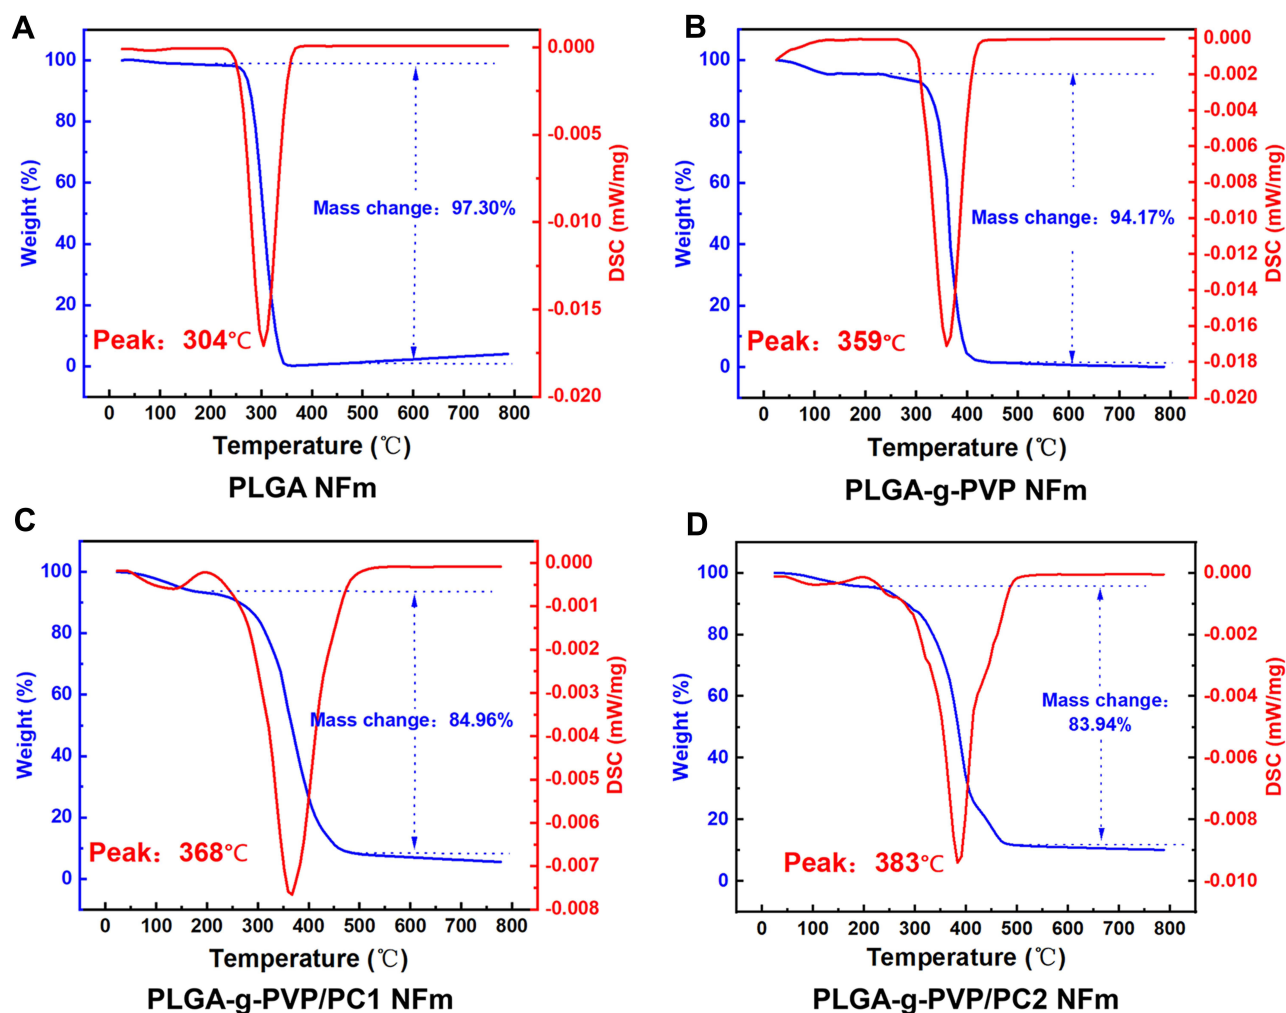 A
100
80
60
40
20
0
Weight (%)
0.000
-0.005
-0.010
-0.015
-0.020
DSC (mW/mg)
Mass change：97.30%
Peak：304℃
0 100 200 300 400 500 600 700 800
Temperature (℃)
PLGA NFm
B
100
80
60
40
20
0
Weight (%)
0.000
-0.002
-0.004
-0.006
-0.008
-0.010
-0.012
-0.014
-0.016
-0.018
-0.020
DSC (mW/mg)
Mass change：94.17%
Peak：359℃
0 100 200 300 400 500 600 700 800
Temperature (℃)
PLGA-g-PVP NFm
C
100
80
60
40
20
0
Weight (%)
0.000
-0.001
-0.002
-0.003
-0.004
-0.005
-0.006
-0.007
-0.008
DSC (mW/mg)
Mass change：84.96%
Peak：368℃
0 100 200 300 400 500 600 700 800
Temperature (℃)
PLGA-g-PVP/PC1 NFm
D
100
80
60
40
20
0
Weight (%)
0.000
-0.002
-0.004
-0.006
-0.008
-0.010
DSC (mW/mg)
Mass change：
83.94%
Peak：383℃
0 100 200 300 400 500 600 700 800
Temperature (℃)
PLGA-g-PVP/PC2 NFm